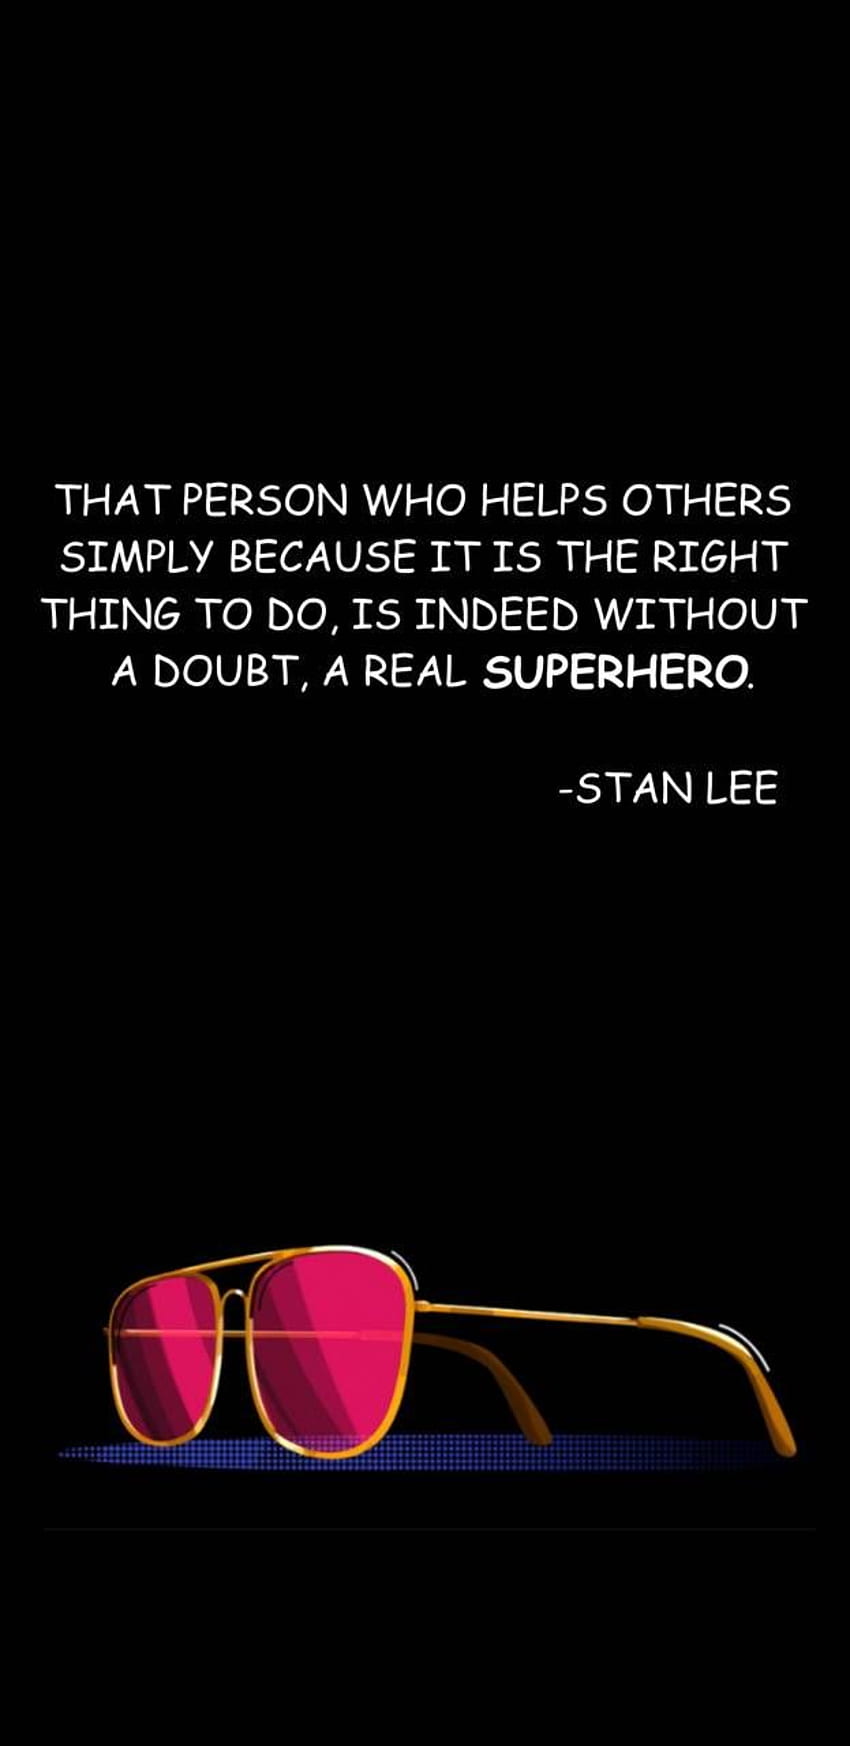 THAT PERSON WHO HELPS OTHERS
SIMPLY BECAUSE IT IS THE RIGHT
THING TO DO, IS INDEED WITHOUT
A DOUBT, A REAL SUPERHERO.
-STAN LEE